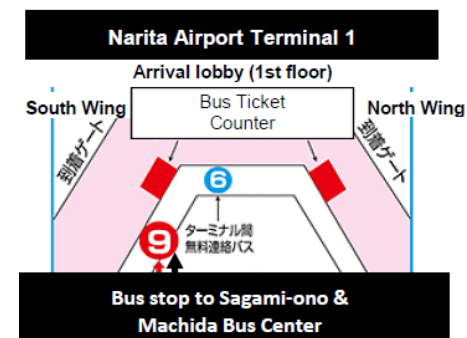 Narita Airport Terminal 1
Arrival lobby (1st floor)
South Wing
Bus Ticket
Counter
North Wing
到着ゲート
到着ゲート
6
9
ターミナル間
無料連絡バス
Bus stop to Sagami-ono &
Machida Bus Center